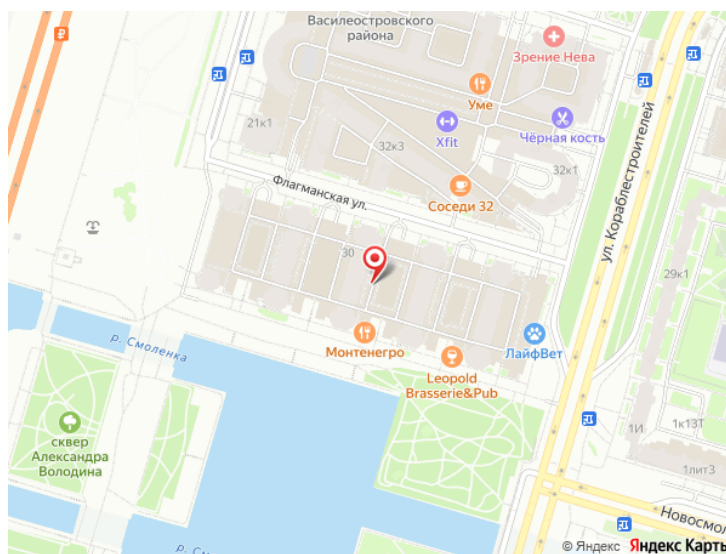 Василеостровского
района
Зрение Нева
Уме
21к1
Xfit
Чёрная кость
32к3
32к1
Флагманская ул.
Соседи 32
ул. Кораблестроителей
30
29к1
р. Смоленка
Монтенегро
ЛайфВет
Leopold
Brasserie&Pub
сквер
Александра
Володина
1И
1к13Т
1лит3
Новосмол
р. Смоленка
© Яндекс Яндекс Карты